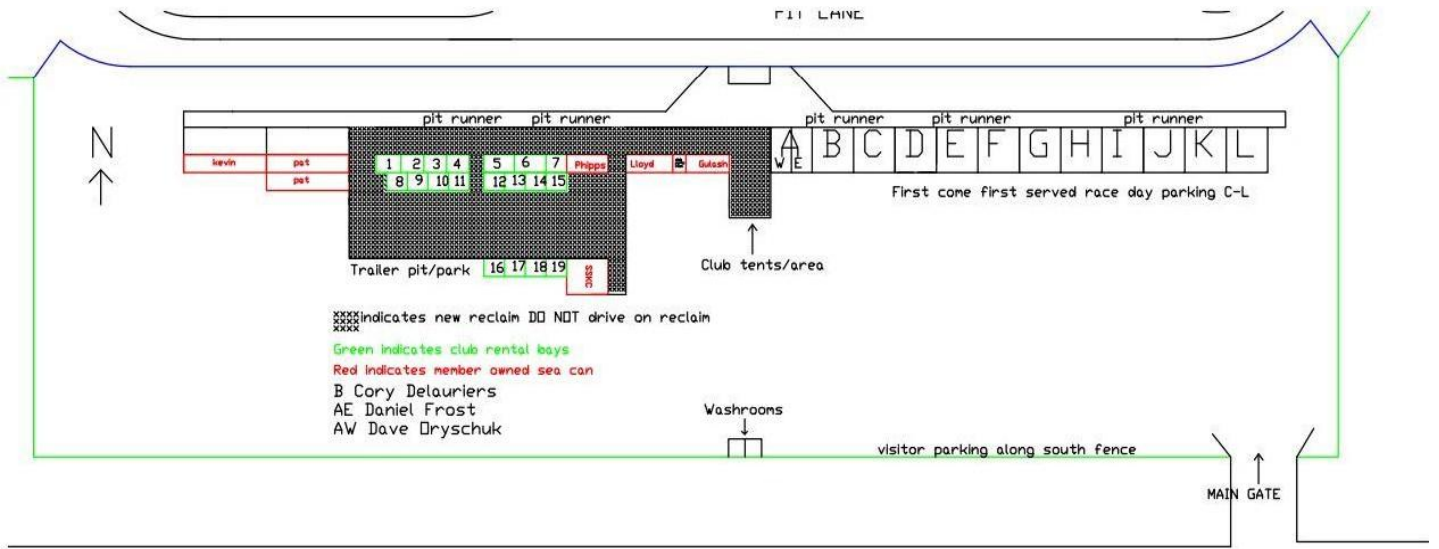 PIT LANE
pit runner pit runner pit runner pit runner pit runner
N
A B C D E F G H I J K L
W E
kevin pat 1 2 3 4 5 6 7 Phipps Lloyd Gulash
pat 8 9 10 11 12 13 14 15
First come first served race day parking C-L
Trailer pit/park 16 17 18 19 SSKC
Club tents/area
indicates new reclaim DO NOT drive on reclaim
Green indicates club rental bays
Red indicates member owned sea can
B Cory Delauriers
AE Daniel Frost
AW Dave Dryschuk
Washrooms
visitor parking along south fence
MAIN GATE